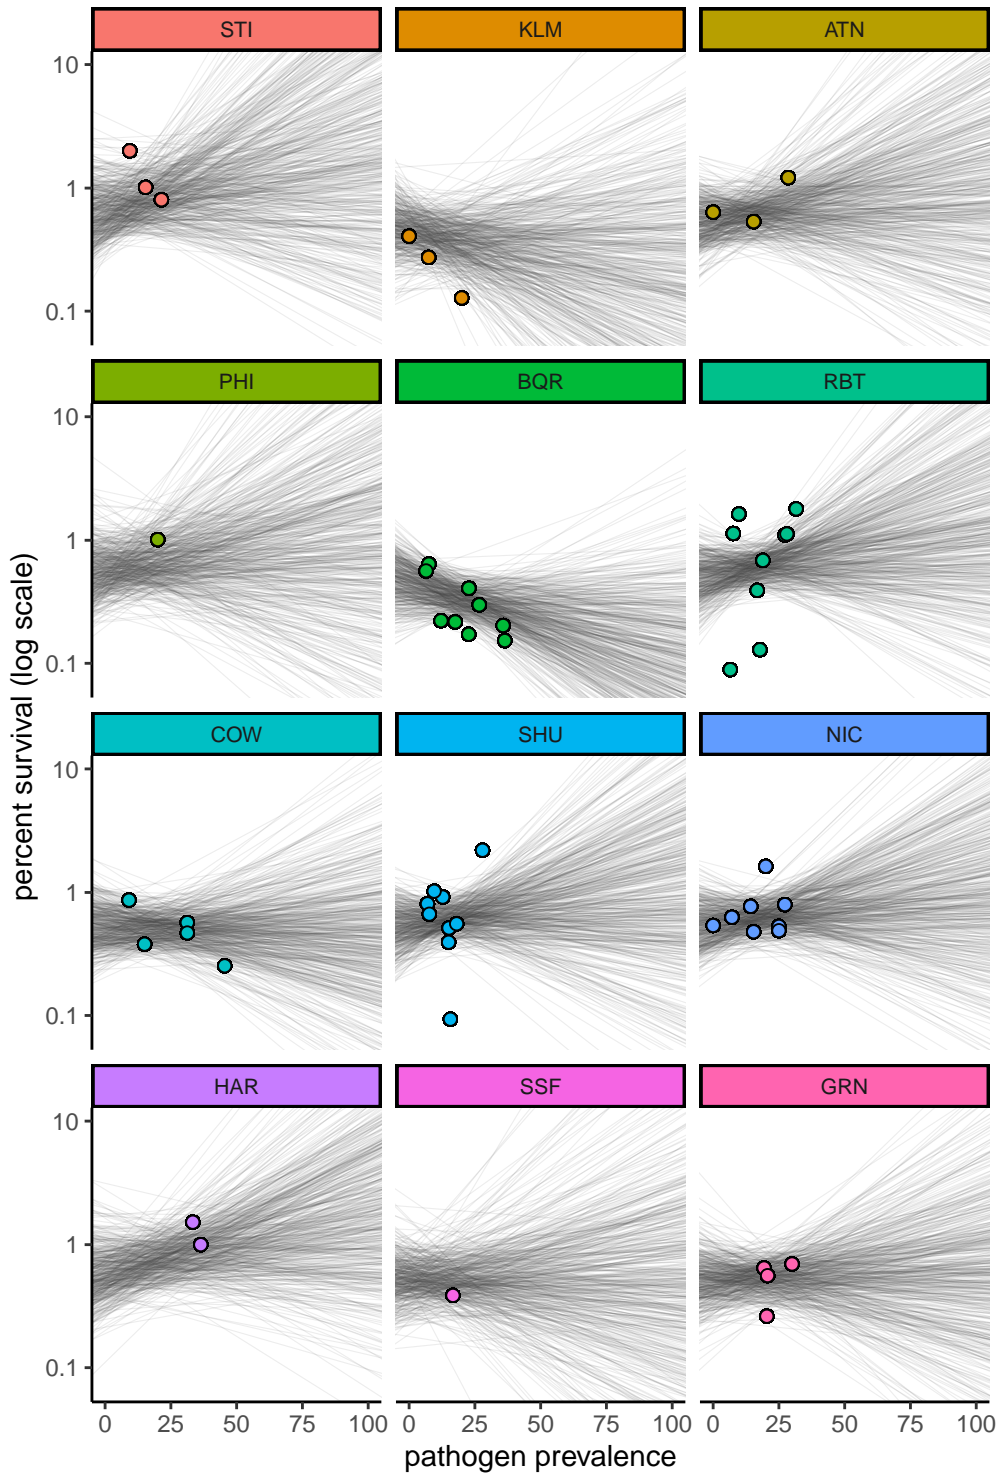 STI KLM ATN
10
1
0.1
PHI BQR RBT
10
1
0.1
percent survival (log scale)
COW SHU NIC
10
1
0.1
HAR SSF GRN
10
1
0.1
0 25 50 75 100 0 25 50 75 100 0 25 50 75 100
pathogen prevalence